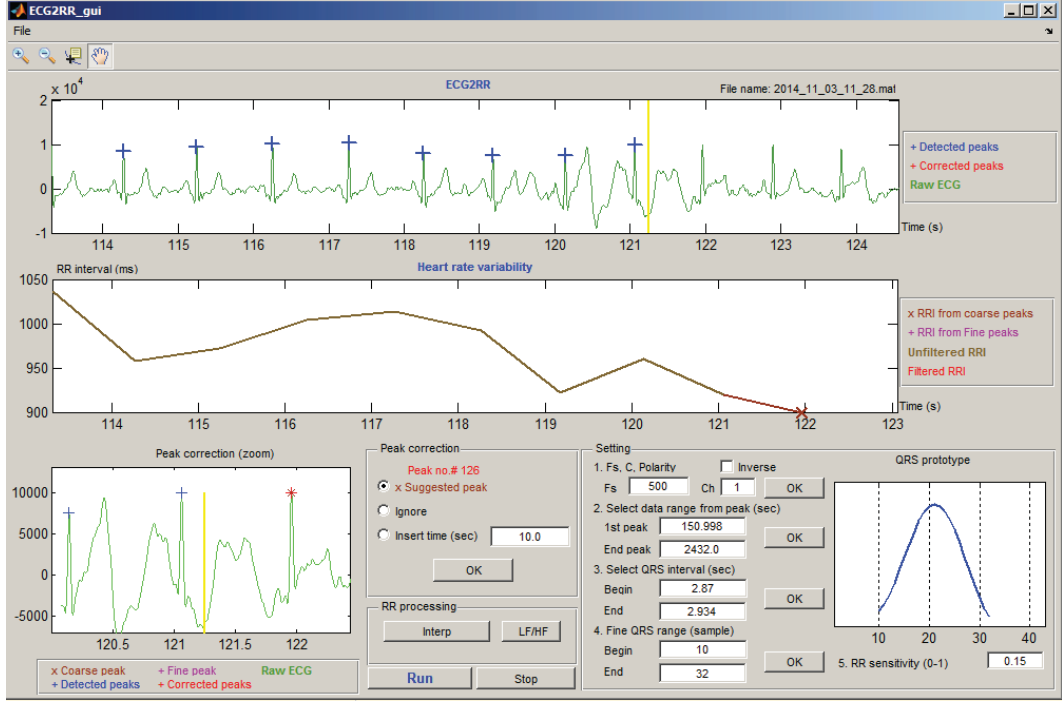 ECG2RR_gui
File
x 10^4
ECG2RR
File name: 2014_11_03_11_28.mat
2
1
0
-1
114 115 116 117 118 119 120 121 122 123 124
Time (s)
+ Detected peaks
+ Corrected peaks
Raw ECG
RR interval (ms)
Heart rate variability
1050
1000
950
900
114 115 116 117 118 119 120 121 122 123
Time (s)
x RRI from coarse peaks
+ RRI from Fine peaks
Unfiltered RRI
Filtered RRI
Peak correction (zoom)
10000
5000
0
-5000
120.5 121 121.5 122
x Coarse peak + Fine peak Raw ECG
+ Detected peaks + Corrected peaks
Peak correction
Peak no.# 126
x Suggested peak
Ignore
Insert time (sec) 10.0
OK
RR processing
Interp LF/HF
Run Stop
Setting
1. Fs, C, Polarity Inverse
Fs 500 Ch 1 OK
2. Select data range from peak (sec)
1st peak 150.998
End peak 2432.0
OK
3. Select QRS interval (sec)
Begin 2.87
End 2.934
OK
4. Fine QRS range (sample)
Begin 10
End 32
OK
QRS prototype
10 20 30 40
5. RR sensitivity (0-1) 0.15